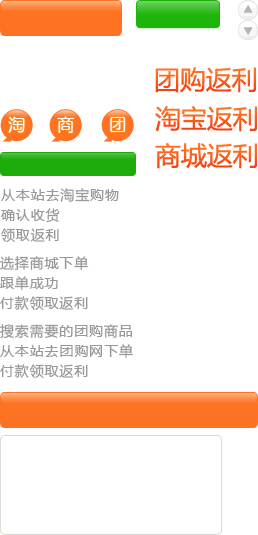 团购返利
淘宝返利
商城返利
淘 商 团
从本站去淘宝购物
确认收货
领取返利
选择商城下单
跟单成功
付款领取返利
搜索需要的团购商品
从本站去团购网下单
付款领取返利